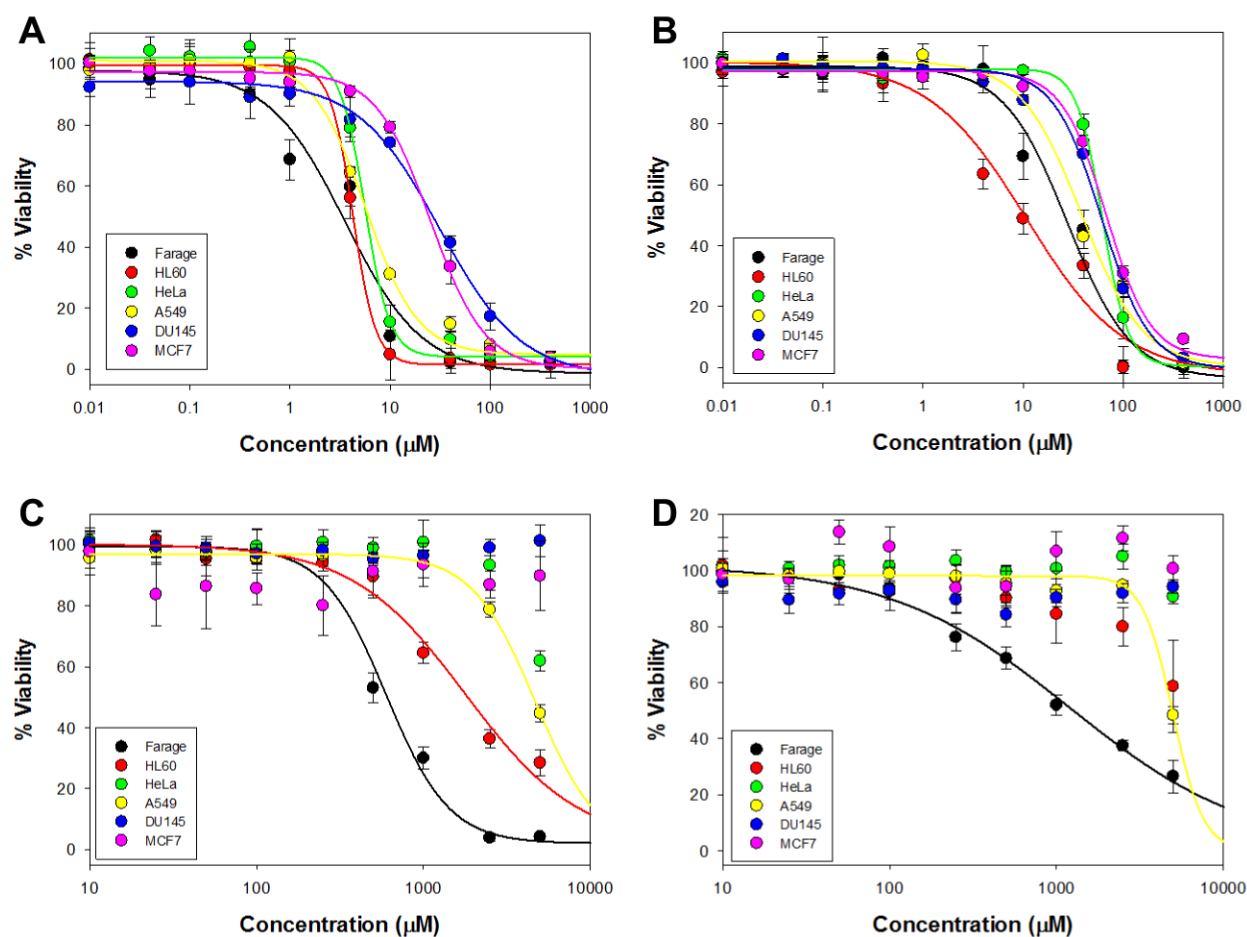 A
% Viability
100
80
60
40
20
0
Farage
HL60
HeLa
A549
DU145
MCF7
0.01 0.1 1 10 100 1000
Concentration (μM)
B
% Viability
100
80
60
40
20
0
Farage
HL60
HeLa
A549
DU145
MCF7
0.01 0.1 1 10 100 1000
Concentration (μM)
C
% Viability
100
80
60
40
20
0
Farage
HL60
HeLa
A549
DU145
MCF7
10 100 1000 10000
Concentration (μM)
D
% Viability
20
100
80
60
40
20
0
Farage
HL60
HeLa
A549
DU145
MCF7
10 100 1000 10000
Concentration (μM)